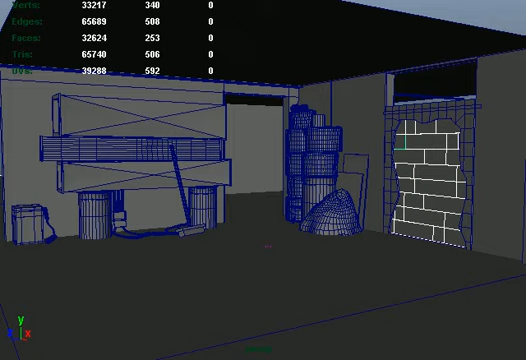 Verts: 33217 340 0
Edges: 65689 508 0
Faces: 32624 253 0
Tris: 65740 506 0
UVs: 39288 592 0
y
x